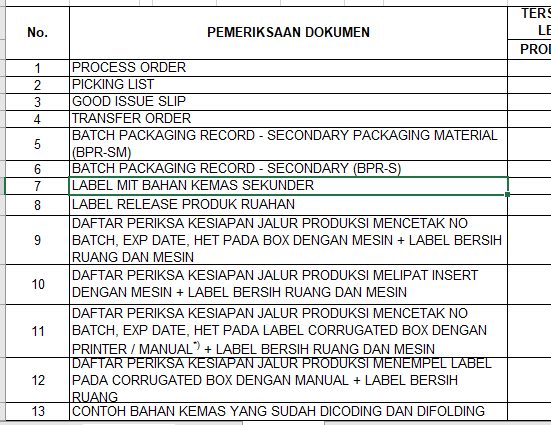 TERS
LE
No.
PEMERIKSAAN DOKUMEN
PROD
1 PROCESS ORDER
2 PICKING LIST
3 GOOD ISSUE SLIP
4 TRANSFER ORDER
5 BATCH PACKAGING RECORD - SECONDARY PACKAGING MATERIAL
(BPR-SM)
6 BATCH PACKAGING RECORD - SECONDARY (BPR-S)
7 LABEL MIT BAHAN KEMAS SEKUNDER
8 LABEL RELEASE PRODUK RUAHAN
9 DAFTAR PERIKSA KESIAPAN JALUR PRODUKSI MENCETAK NO
BATCH, EXP DATE, HET PADA BOX DENGAN MESIN + LABEL BERSIH
RUANG DAN MESIN
10 DAFTAR PERIKSA KESIAPAN JALUR PRODUKSI MELIPAT INSERT
DENGAN MESIN + LABEL BERSIH RUANG DAN MESIN
11 DAFTAR PERIKSA KESIAPAN JALUR PRODUKSI MENCETAK NO
BATCH, EXP DATE, HET PADA LABEL CORRUGATED BOX DENGAN
PRINTER / MANUAL*) + LABEL BERSIH RUANG DAN MESIN
12 DAFTAR PERIKSA KESIAPAN JALUR PRODUKSI MENEMPEL LABEL
PADA CORRUGATED BOX DENGAN MANUAL + LABEL BERSIH
RUANG
13 CONTOH BAHAN KEMAS YANG SUDAH DICODING DAN DIFOLDING